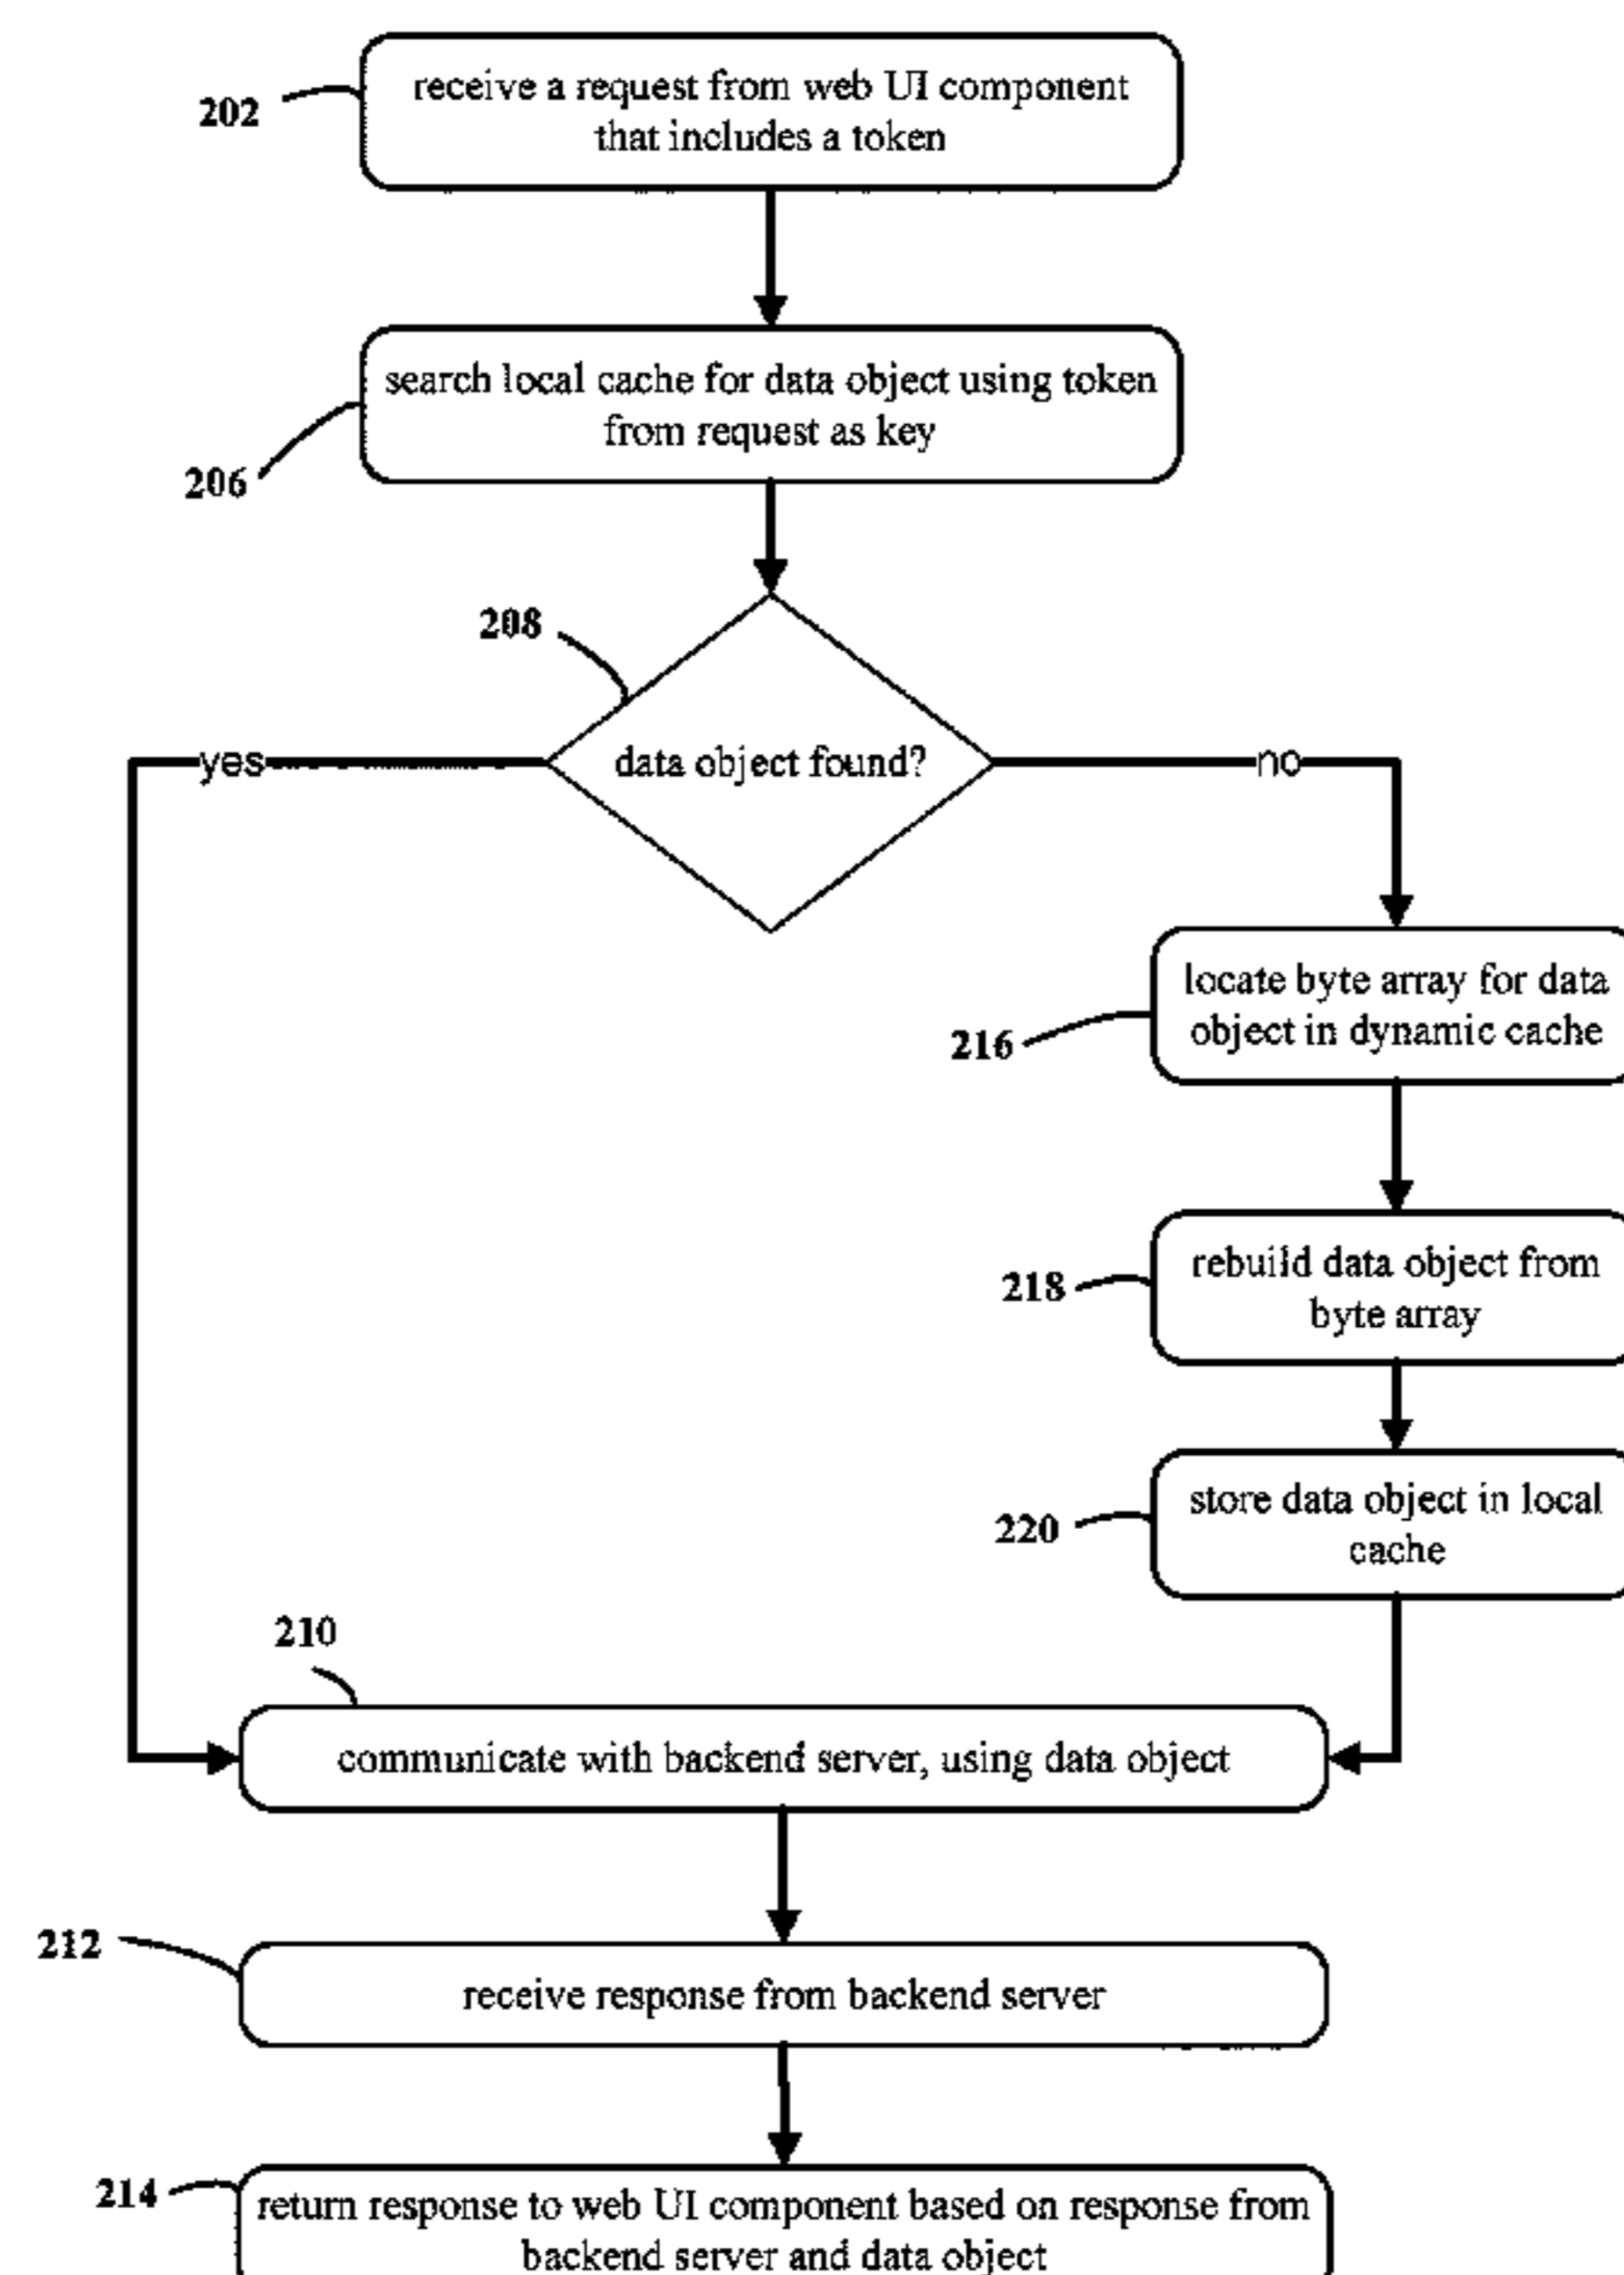 202
receive a request from web UI component
that includes a token
search local cache for data object using token
from request as key
206
208
data object found?
yes
no
locate byte array for data
object in dynamic cache
216
rebuild data object from
byte array
218
store data object in local
cache
220
210
communicate with backend server, using data object
212
receive response from backend server
214
return response to web UI component based on response from
backend server and data object